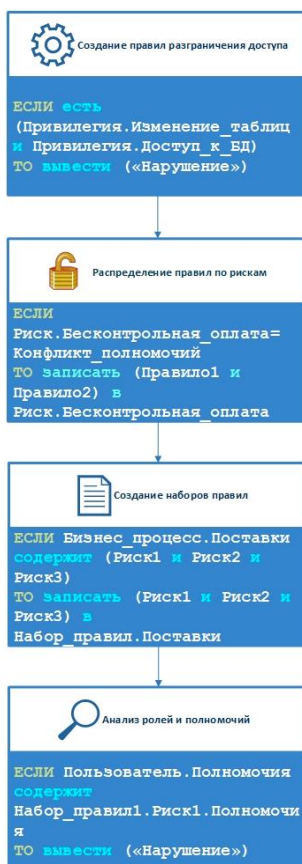 Создание правил разграничения доступа
ЕСЛИ есть
(Привилегия.Изменение_таблиц
и Привилегия.Доступ_к_БД)
ТО вывести («Нарушение»)
Распределение правил по рискам
ЕСЛИ
Риск.Бесконтрольная_оплата=
Конфликт_полномочий
ТО записать (Правило1 и
Правило2) в
Риск.Бесконтрольная_оплата
Создание наборов правил
ЕСЛИ Бизнес_процесс.Поставки
содержит (Риск1 и Риск2 и
Риск3)
ТО записать (Риск1 и Риск2 и
Риск3) в
Набор_правил.Поставки
Анализ ролей и полномочий
ЕСЛИ Пользователь.Полномочия
содержит
Набор_правил1.Риск1.Полномочи
я
ТО вывести («Нарушение»)